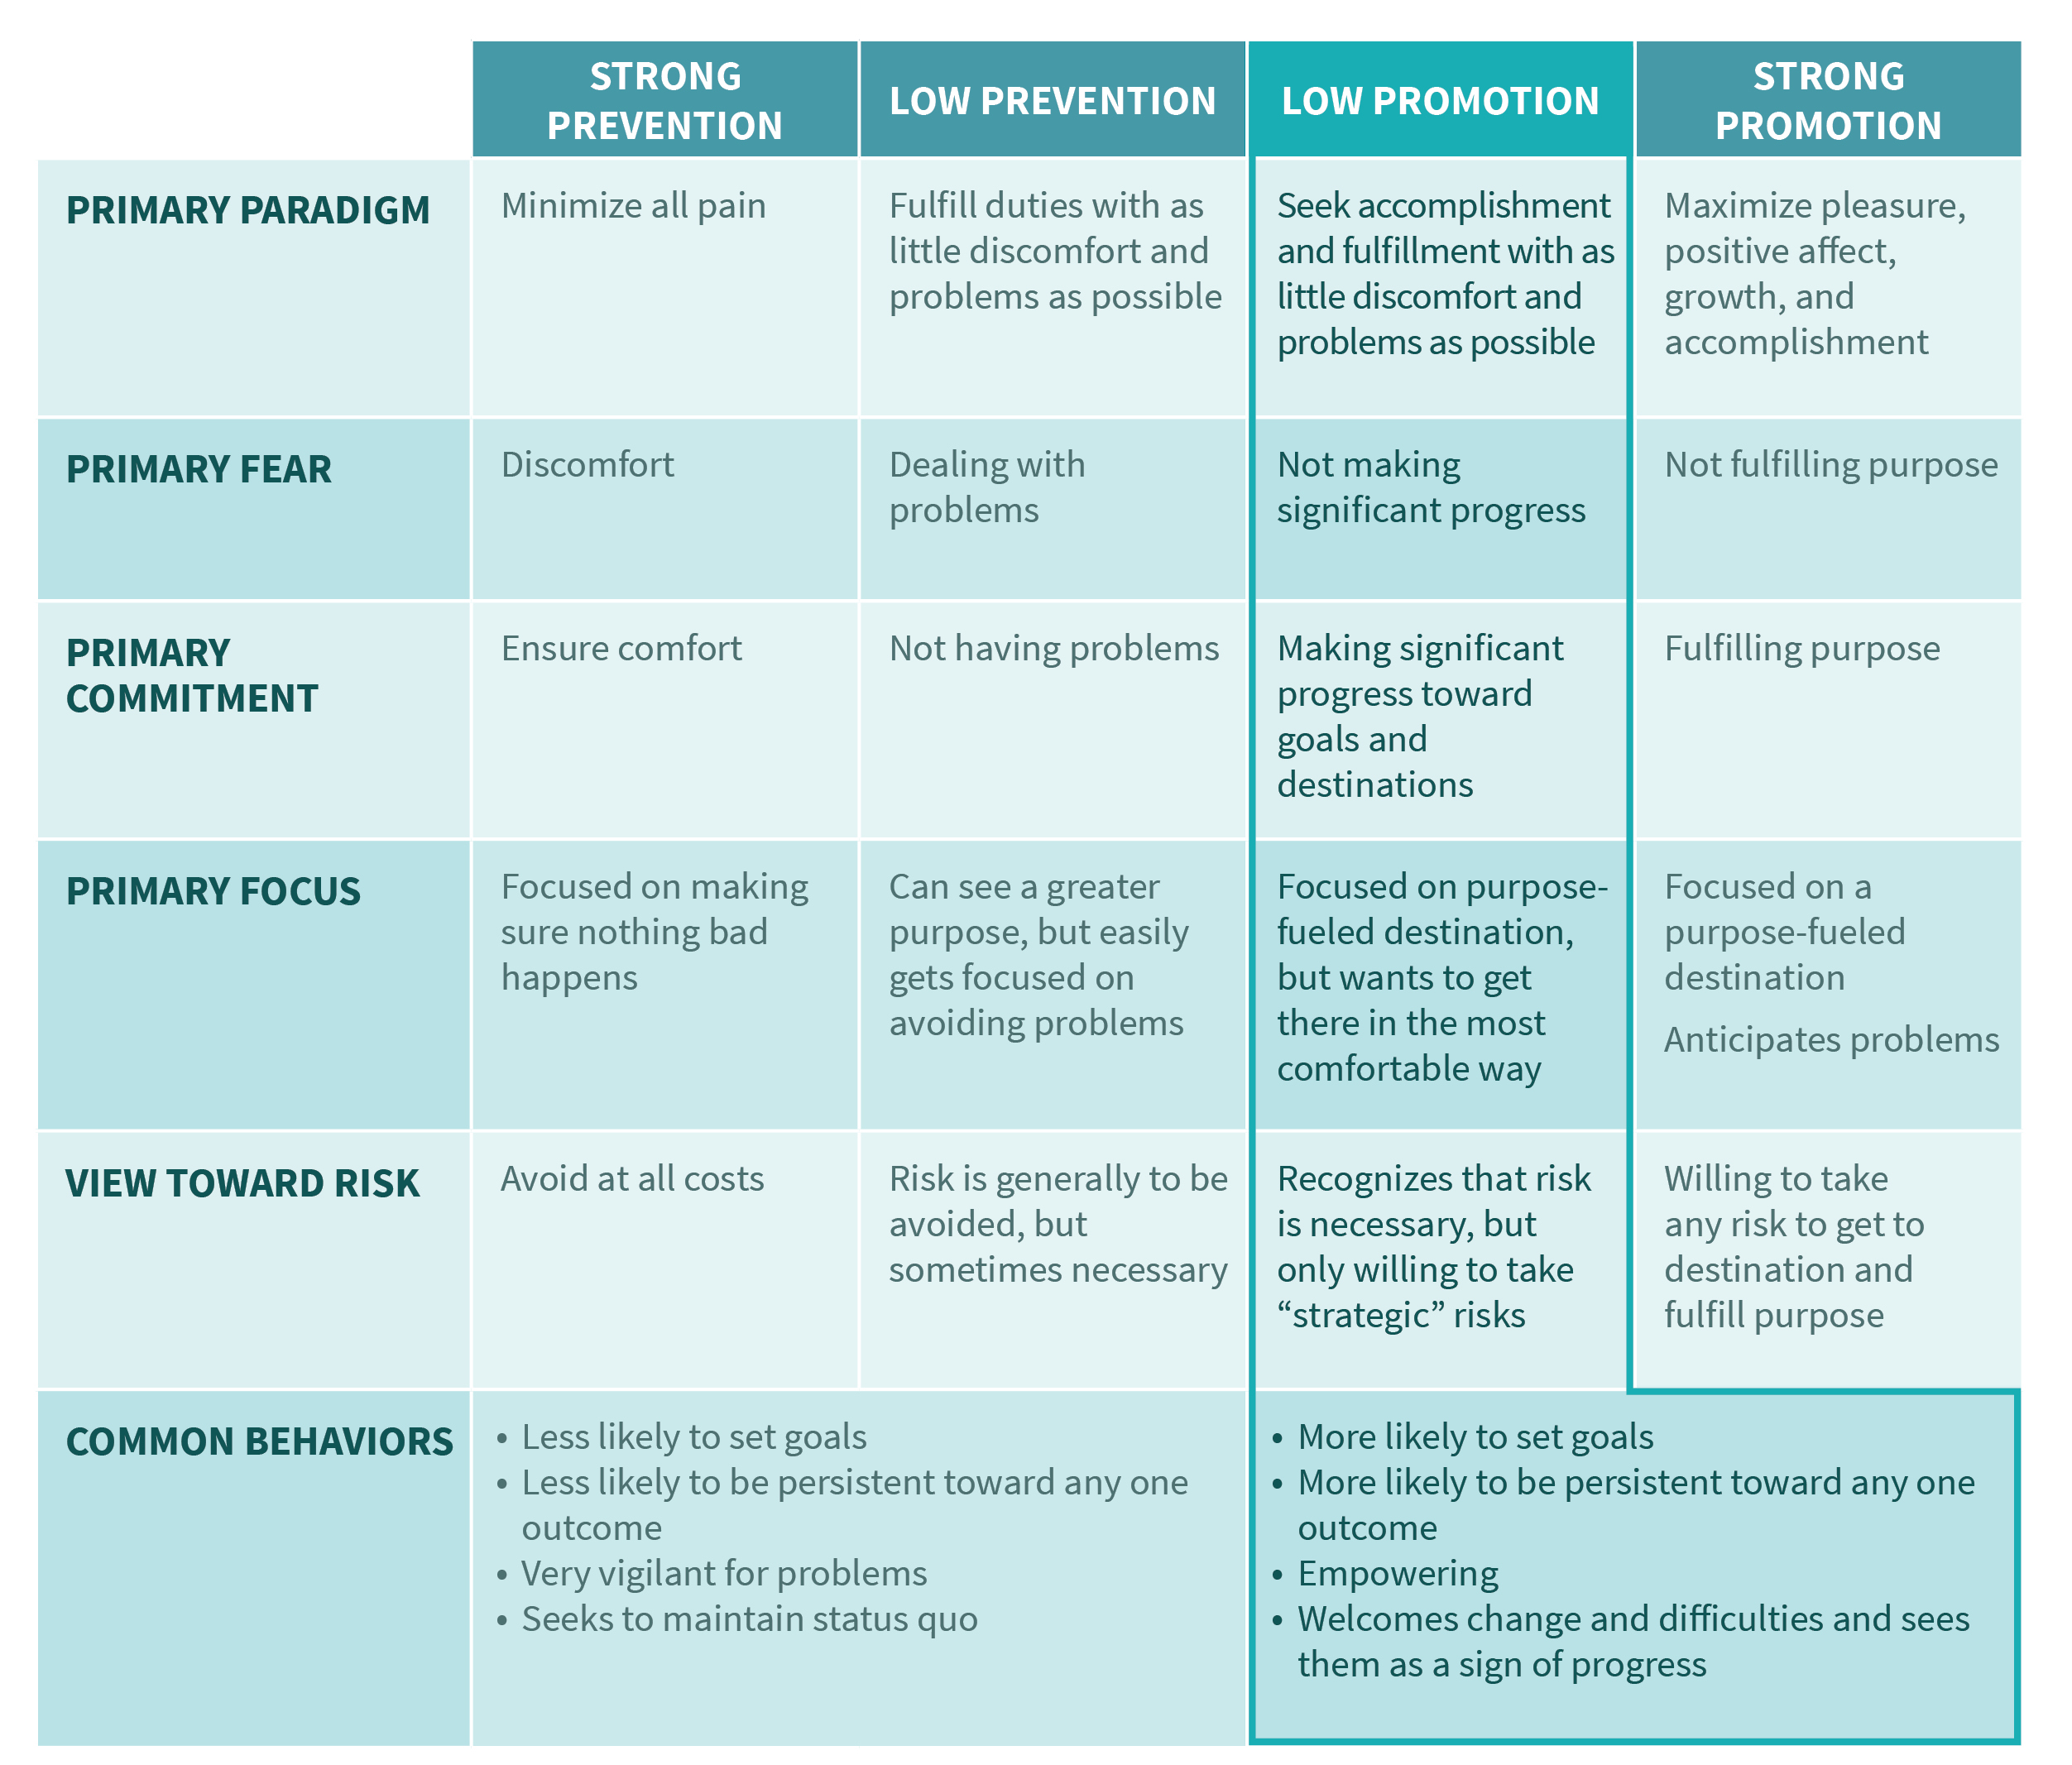 STRONG
PREVENTION
LOW PREVENTION
LOW PROMOTION
STRONG
PROMOTION
PRIMARY PARADIGM
Minimize all pain
Fulfill duties with as
little discomfort and
problems as possible
Seek accomplishment
and fulfillment with as
little discomfort and
problems as possible
Maximize pleasure,
positive affect,
growth, and
accomplishment
PRIMARY FEAR
Discomfort
Dealing with
problems
Not making
significant progress
Not fulfilling purpose
PRIMARY
COMMITMENT
Ensure comfort
Not having problems
Making significant
progress toward
goals and
destinations
Fulfilling purpose
PRIMARY FOCUS
Focused on making
sure nothing bad
happens
Can see a greater
purpose, but easily
gets focused on
avoiding problems
Focused on purpose-
fueled destination,
but wants to get
there in the most
comfortable way
Focused on a
purpose-fueled
destination
Anticipates problems
VIEW TOWARD RISK
Avoid at all costs
Risk is generally to be
avoided, but
sometimes necessary
Recognizes that risk
is necessary, but
only willing to take
“strategic” risks
Willing to take
any risk to get to
destination and
fulfill purpose
COMMON BEHAVIORS
• Less likely to set goals
• Less likely to be persistent toward any one
outcome
• Very vigilant for problems
• Seeks to maintain status quo
• More likely to set goals
• More likely to be persistent toward any one
outcome
• Empowering
• Welcomes change and difficulties and sees
them as a sign of progress